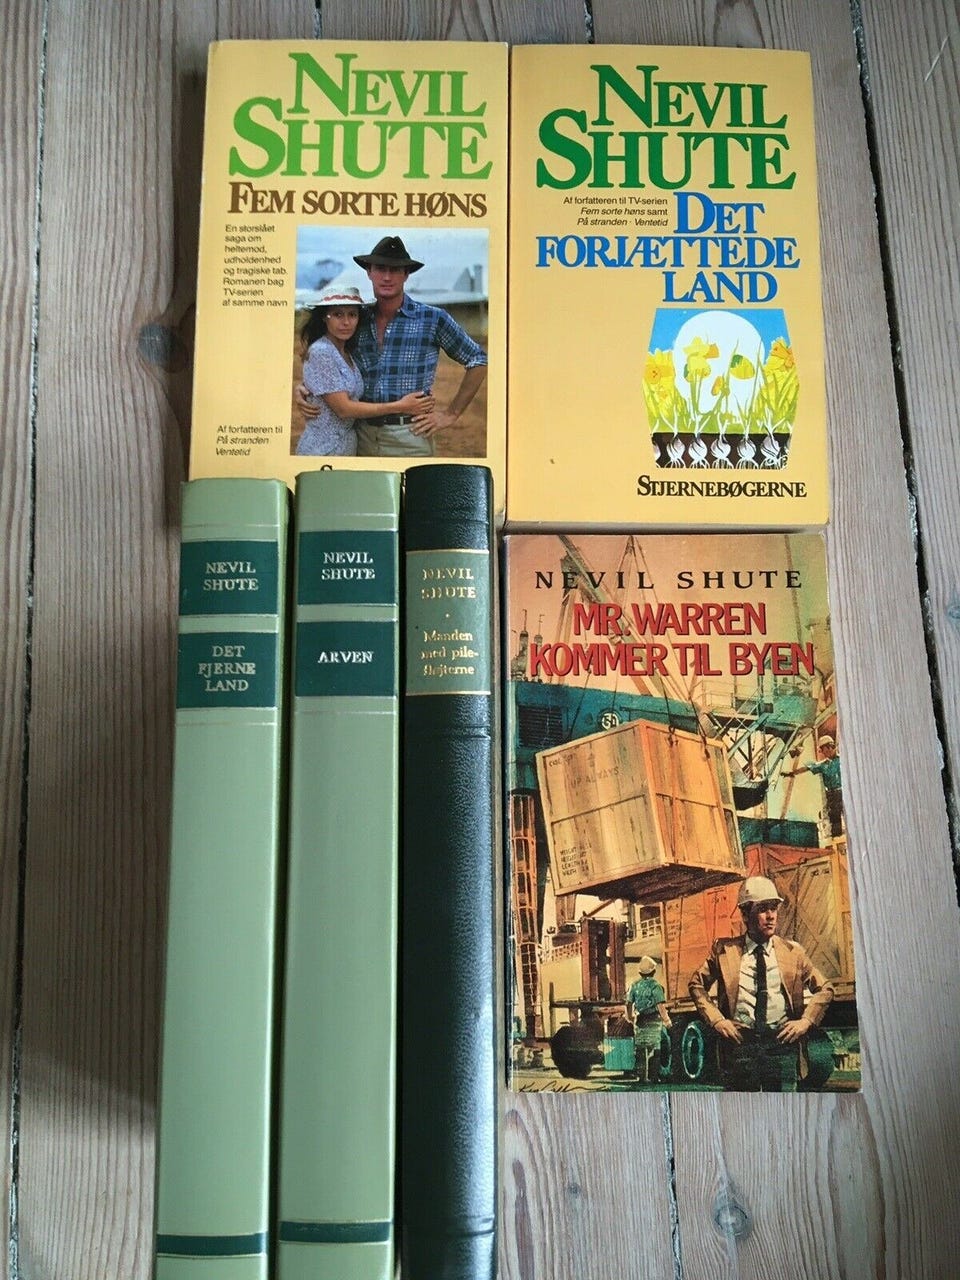 NEVIL
SHUTE
FEM SORTE HØNS
En storslået
saga om
heltemod,
udholdenhed
og tragiske tab.
Romanen bag
TV-serien
af samme navn
Af forfatteren til
På stranden
Ventetid
NEVIL
SHUTE
Af forfatteren til TV-serien
Fem sorte høns samt
På stranden · Ventetid
DET
FORJÆTTEDE
LAND
STJERNEBØGERNE
NEVIL
SHUTE
DET
FJERNE
LAND
NEVIL
SHUTE
ARVEN
NEVIL
SHUTE
Manden
med pile-
fløjterne
NEVIL SHUTE
MR. WARREN
KOMMER TIL BYEN
UP ALWAYS